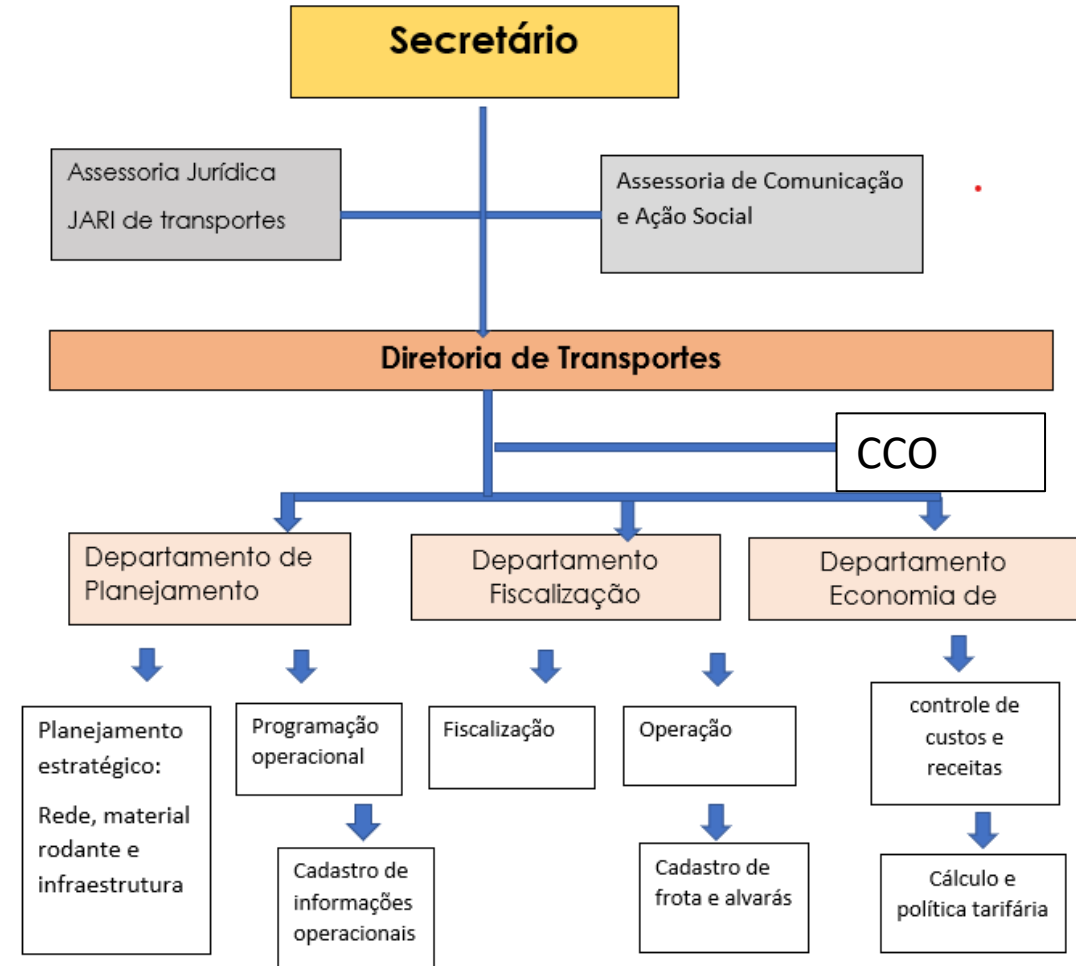 Secretário
Assessoria Jurídica
JARI de transportes
Assessoria de Comunicação
e Ação Social
Diretoria de Transportes
CCO
Departamento de
Planejamento
Departamento
Fiscalização
Departamento
Economia de
Planejamento
estratégico:
Rede, material
rodante e
infraestrutura
Programação
operacional
Fiscalização
Operação
controle de
custos e
receitas
Cadastro de
informações
operacionais
Cadastro de
frota e alvarás
Cálculo e
política tarifária